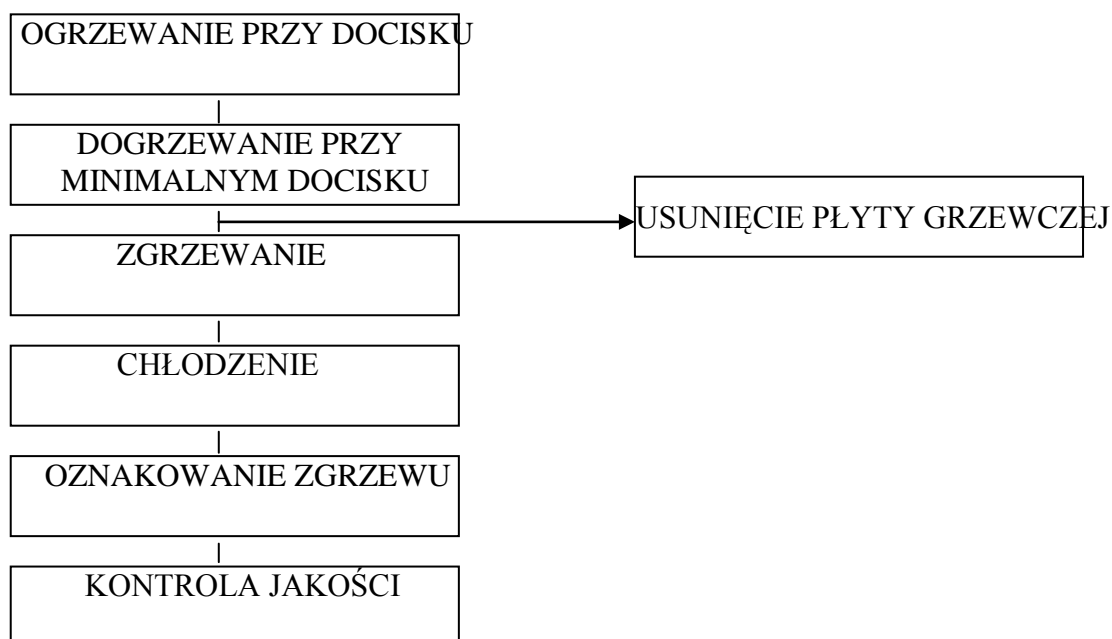 OGRZEWANIE PRZY DOCISKU
DOGRZEWANIE PRZY
MINIMALNYM DOCISKU
USUNIĘCIE PŁYTY GRZEWCZEJ
ZGRZEWANIE
CHŁODZENIE
OZNAKOWANIE ZGRZEWU
KONTROLA JAKOŚCI